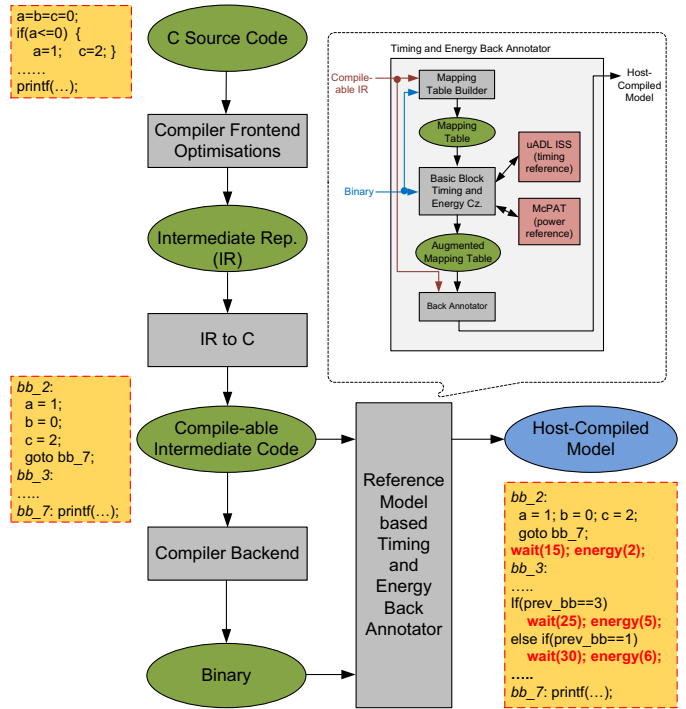 a=b=c=0;
if(a<=0) {
a=1; c=2; }
......
printf(…);
C Source Code
Compiler Frontend
Optimisations
Intermediate Rep.
(IR)
IR to C
bb_2:
a = 1;
b = 0;
c = 2;
goto bb_7;
bb_3:
…..
bb_7: printf(…);
Compile-able
Intermediate Code
Compiler Backend
Binary
Reference
Model
based
Timing
and
Energy
Back
Annotator
Timing and Energy Back Annotator
Compile-
able IR
Binary
Mapping
Table Builder
Mapping
Table
Basic Block
Timing and
Energy Cz.
uADL ISS
(timing
reference)
McPAT
(power
reference)
Augmented
Mapping Table
Back Annotator
Host-
Compiled
Model
Host-Compiled
Model
bb_2:
a = 1; b = 0; c = 2;
goto bb_7;
wait(15); energy(2);
bb_3:
…..
If(prev_bb==3)
wait(25); energy(5);
else if(prev_bb==1)
wait(30); energy(6);
…..
bb_7: printf(…);